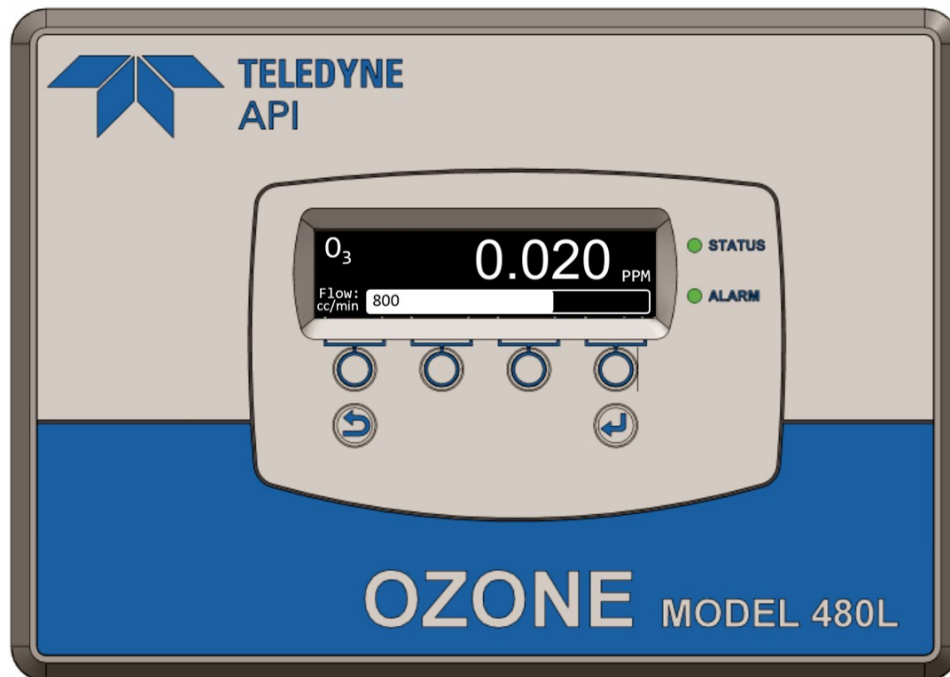 TELEDYNE
API
O₃ 0.020 PPM
Flow:
cc/min 800
STATUS
ALARM
OZONE MODEL 480L